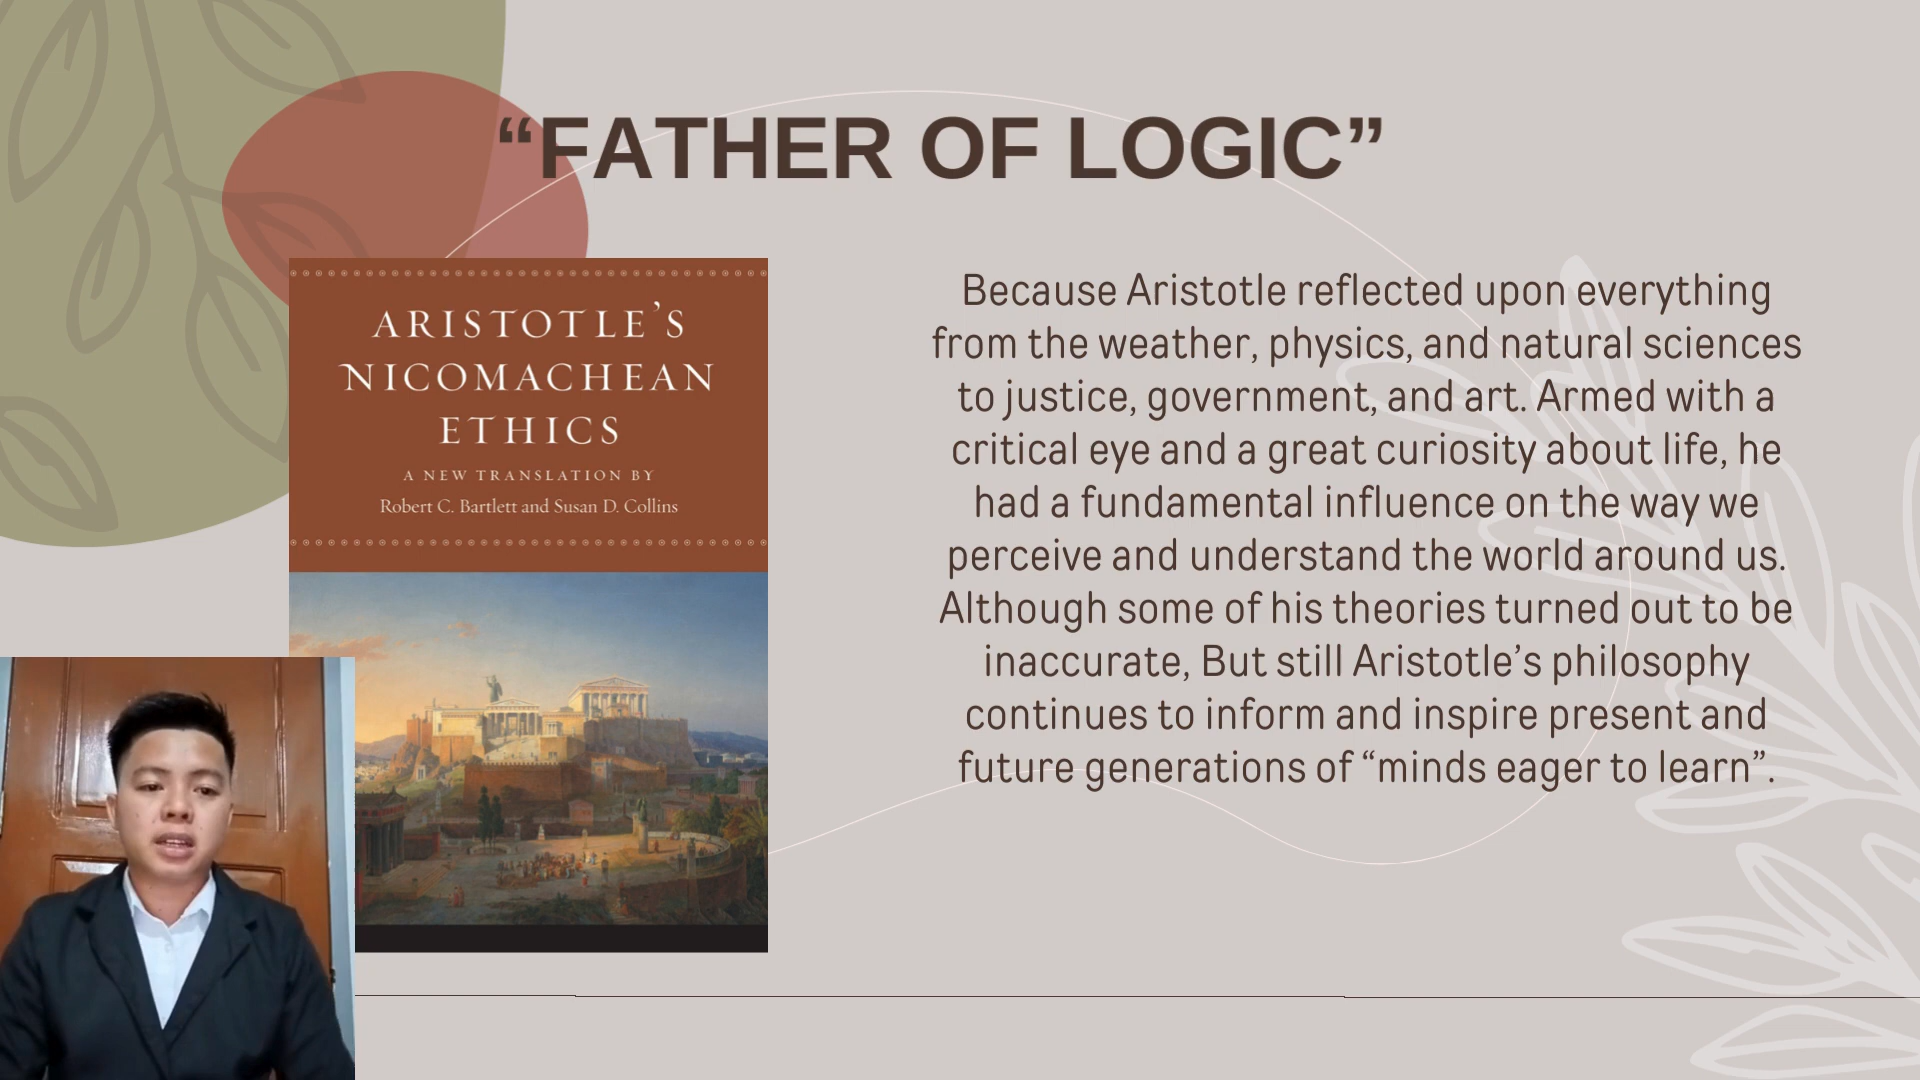 “FATHER OF LOGIC”
ARISTOTLE’S
NICOMACHEAN
ETHICS
A NEW TRANSLATION BY
Robert C. Bartlett and Susan D. Collins
Because Aristotle reflected upon everything
from the weather, physics, and natural sciences
to justice, government, and art. Armed with a
critical eye and a great curiosity about life, he
had a fundamental influence on the way we
perceive and understand the world around us.
Although some of his theories turned out to be
inaccurate, But still Aristotle’s philosophy
continues to inform and inspire present and
future generations of “minds eager to learn”.